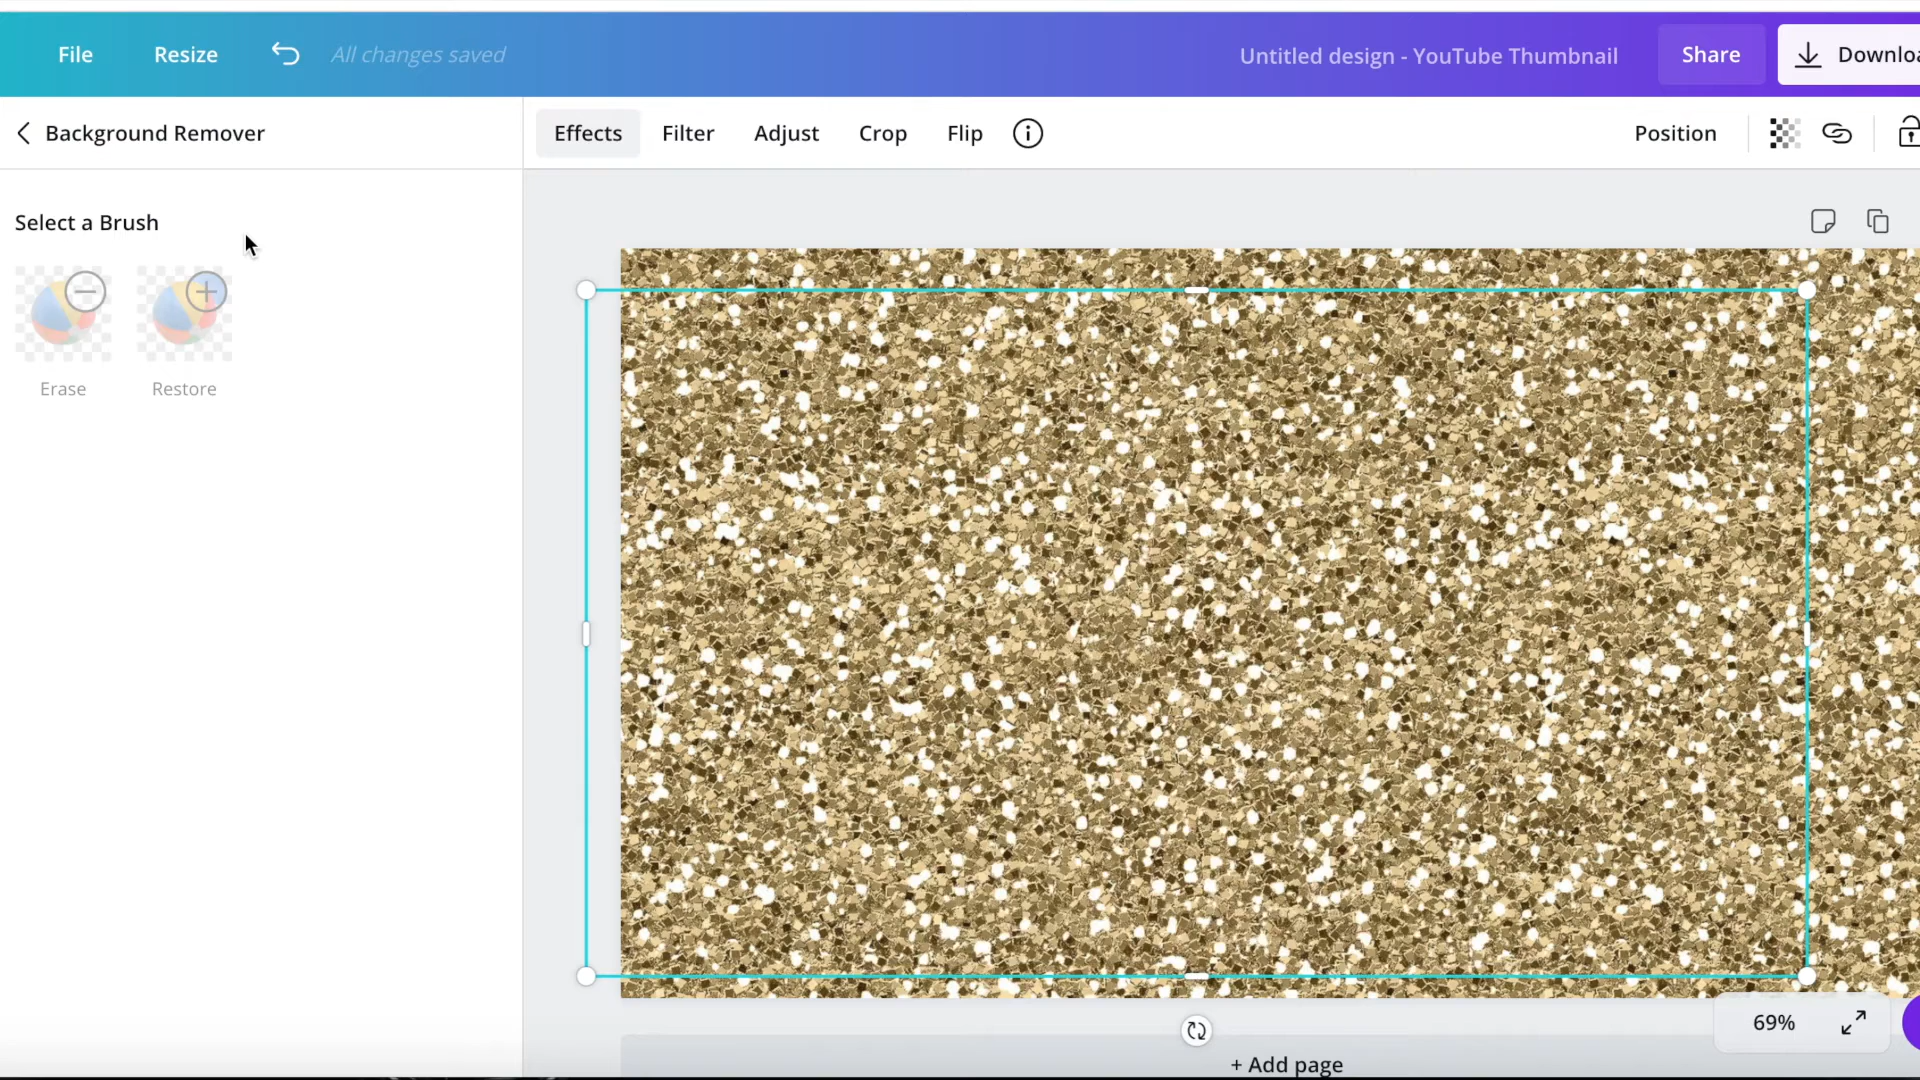 File Resize All changes saved Untitled design - YouTube Thumbnail Share
Background Remover Effects Filter Adjust Crop Flip Position
Select a Brush
Erase Restore
69%
+ Add page